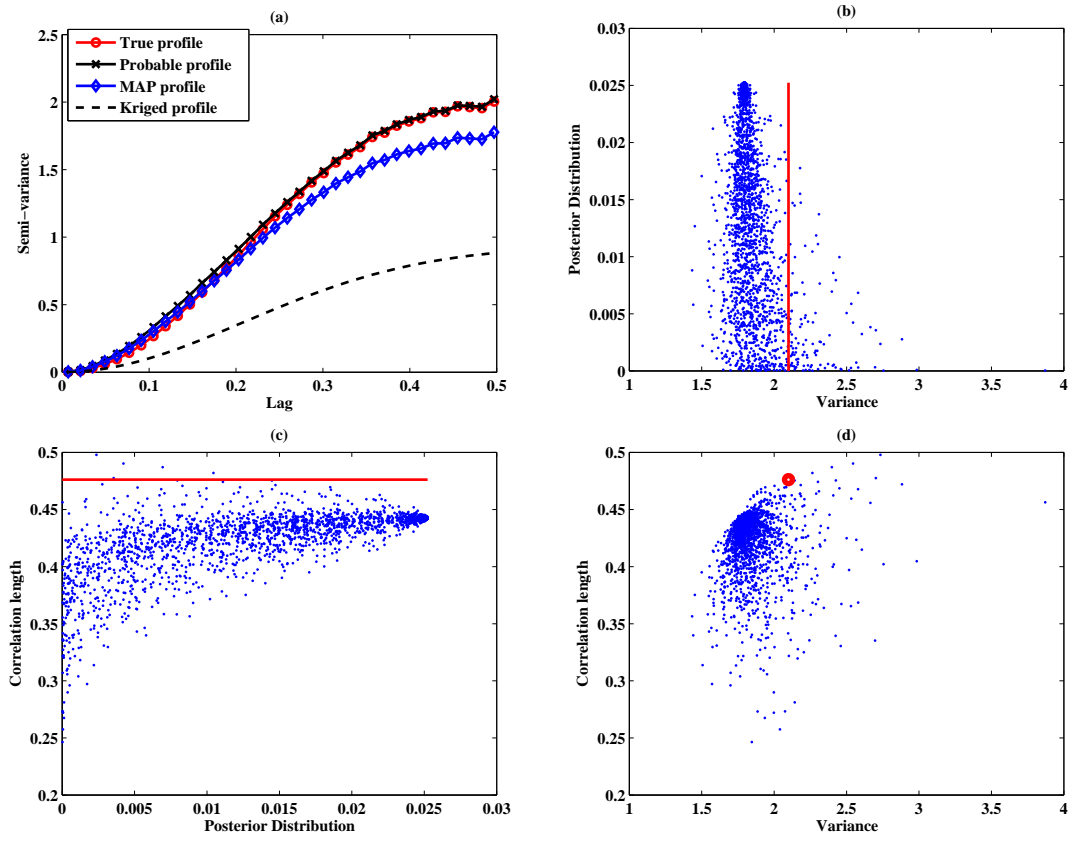 (a)
2.5
2
1.5
1
0.5
0
Semi-variance
True profile
Probable profile
MAP profile
Kriged profile
0 0.1 0.2 0.3 0.4 0.5
Lag
(b)
0.03
0.025
0.02
0.015
0.01
0.005
0
Posterior Distribution
1 1.5 2 2.5 3 3.5 4
Variance
(c)
0.5
0.45
0.4
0.35
0.3
0.25
0.2
Correlation length
0 0.005 0.01 0.015 0.02 0.025 0.03
Posterior Distribution
(d)
0.5
0.45
0.4
0.35
0.3
0.25
0.2
Correlation length
1 1.5 2 2.5 3 3.5 4
Variance